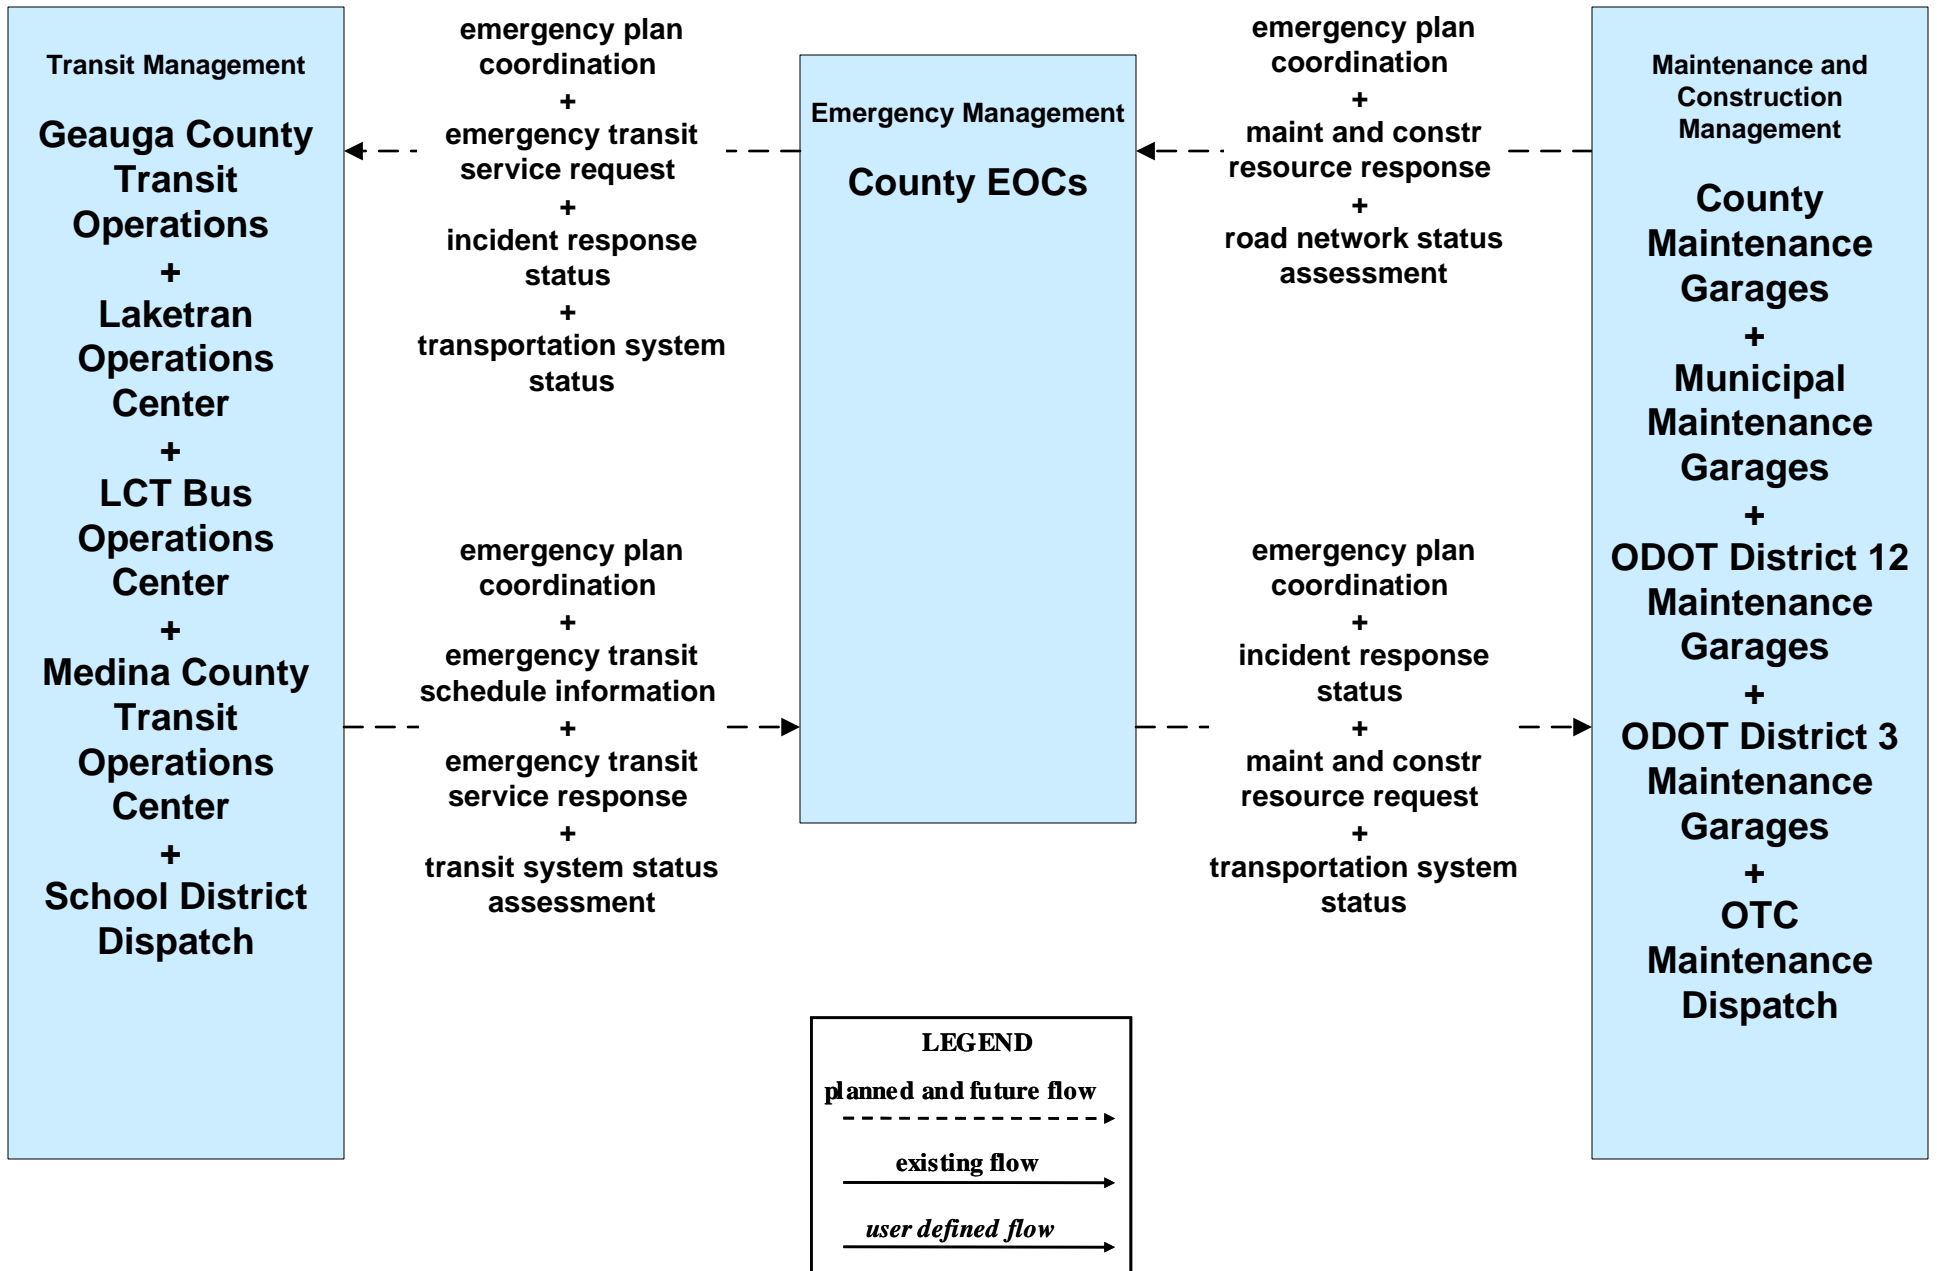 Transit Management
Geauga County
Transit
Operations
+
Laketran
Operations
Center
+
LCT Bus
Operations
Center
+
Medina County
Transit
Operations
Center
+
School District
Dispatch
emergency plan
coordination
+
emergency transit
service request
+
incident response
status
+
transportation system
status
emergency plan
coordination
+
emergency transit
schedule information
+
emergency transit
service response
+
transit system status
assessment
Emergency Management
County EOCs
emergency plan
coordination
+
maint and constr
resource response
+
road network status
assessment
emergency plan
coordination
+
incident response
status
+
maint and constr
resource request
+
transportation system
status
Maintenance and
Construction
Management
County
Maintenance
Garages
+
Municipal
Maintenance
Garages
+
ODOT District 12
Maintenance
Garages
+
ODOT District 3
Maintenance
Garages
+
OTC
Maintenance
Dispatch
LEGEND
planned and future flow
existing flow
user defined flow